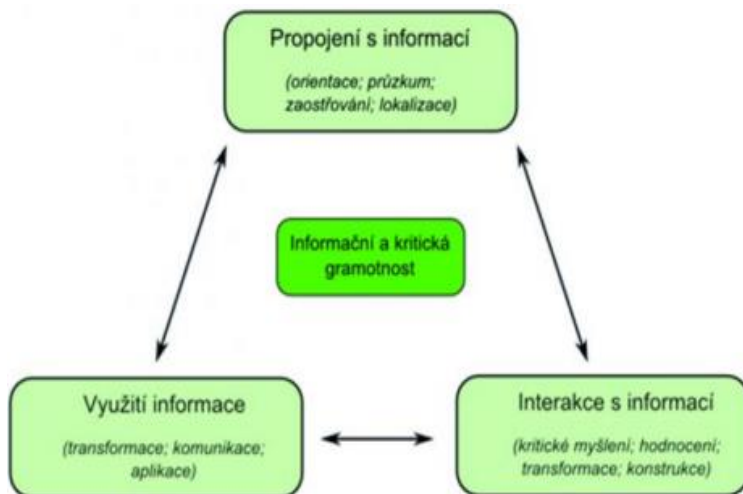 Propojení s informací
(orientace; průzkum;
zaostřování; lokalizace)
Informační a kritická
gramotnost
Využití informace
(transformace; komunikace;
aplikace)
Interakce s informací
(kritické myšlení; hodnocení;
transformace; konstrukce)